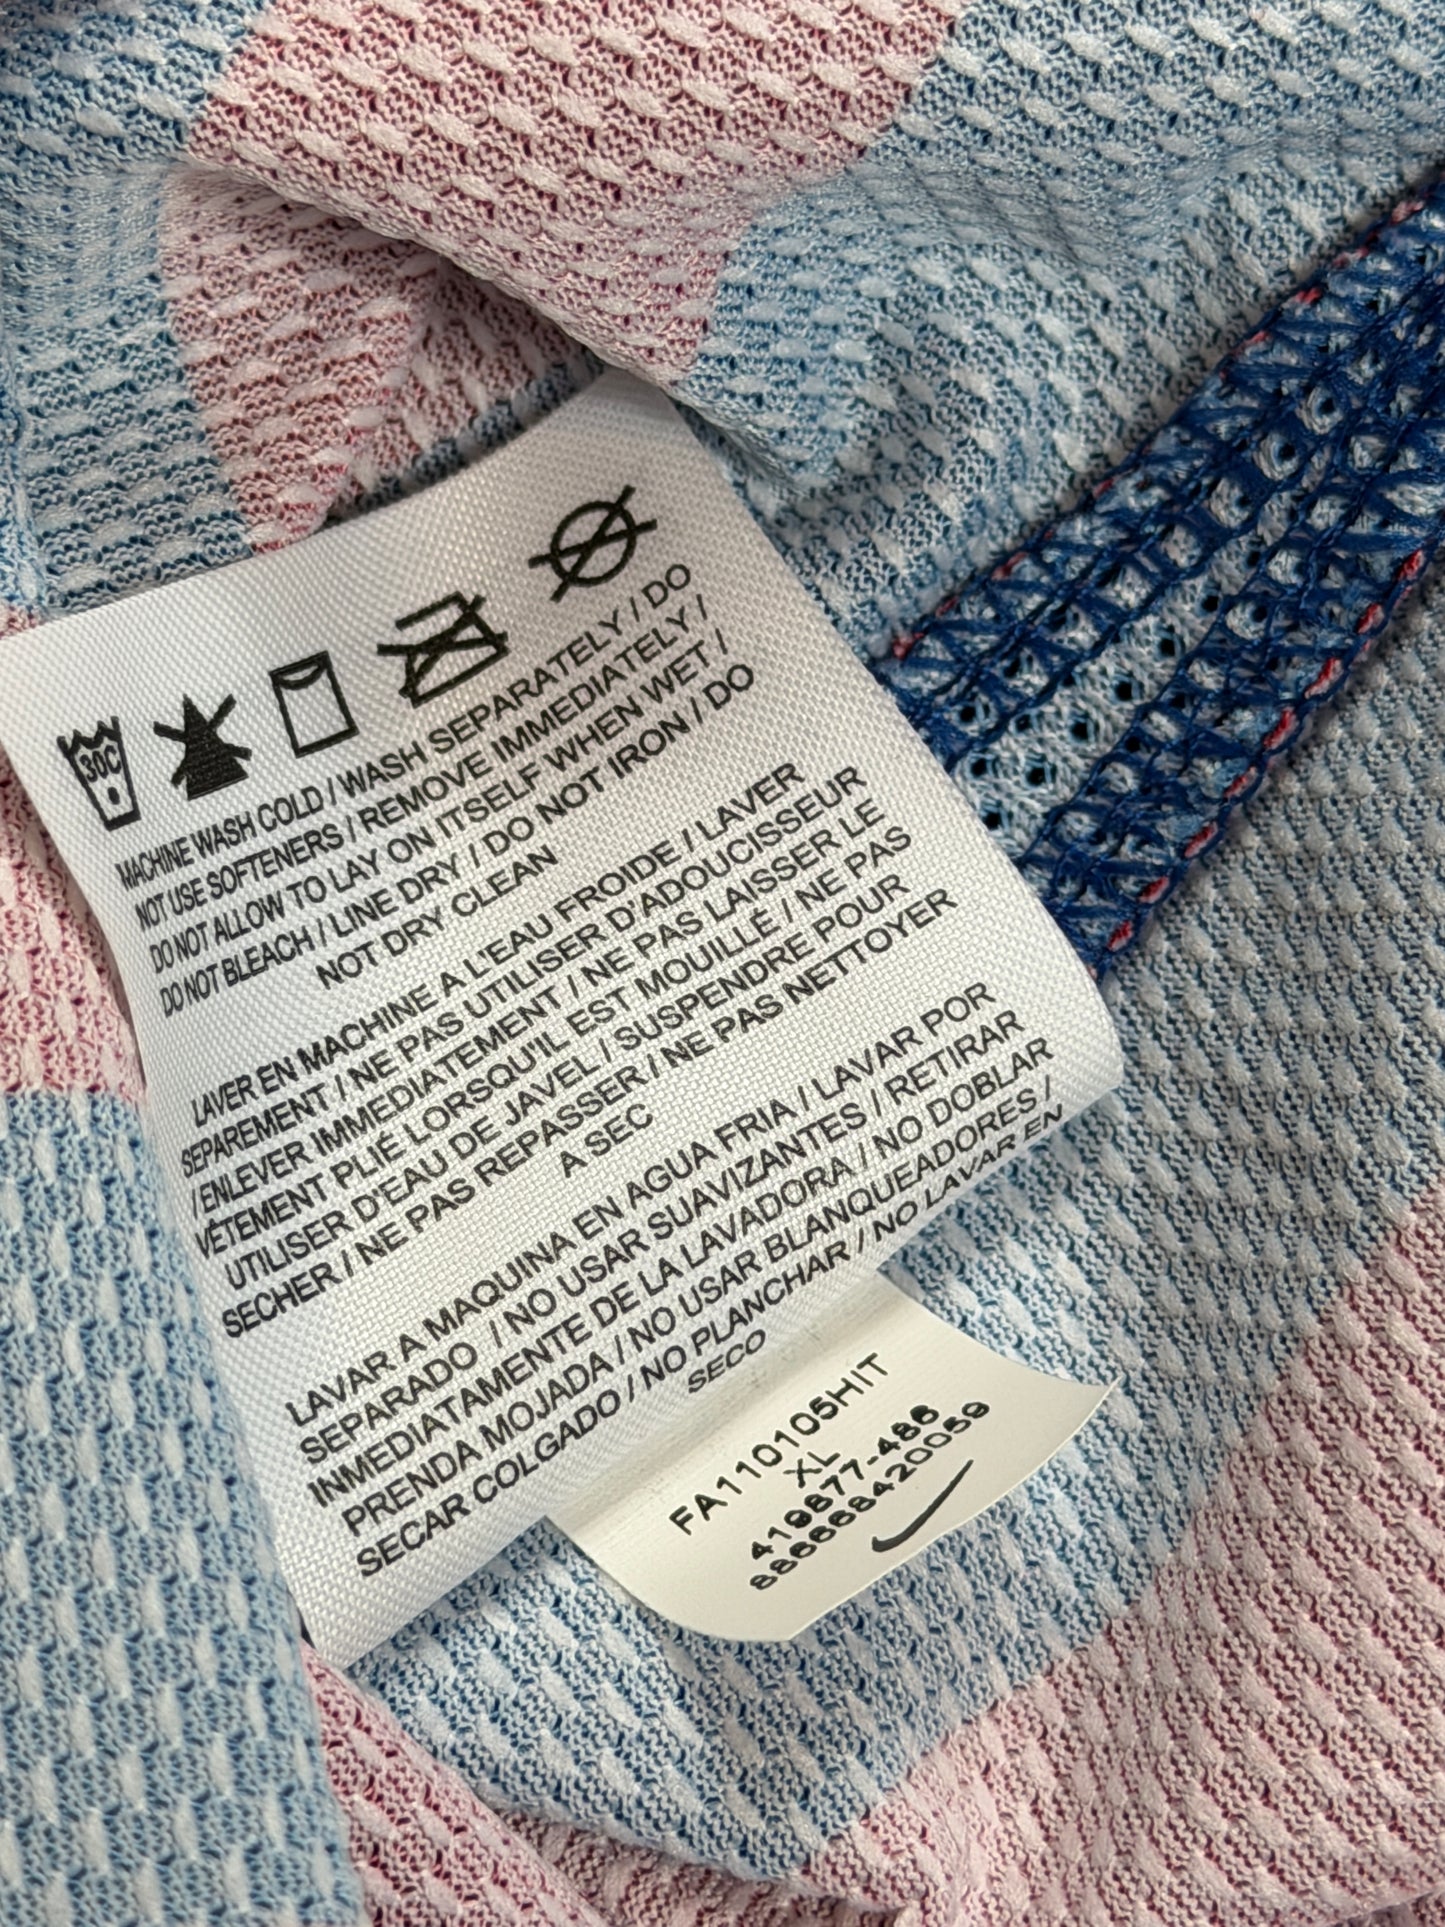 30C
MACHINE WASH COLD / WASH SEPARATELY / DO
NOT USE SOFTENERS / REMOVE IMMEDIATELY /
DO NOT ALLOW TO LAY ON ITSELF WHEN WET /
DO NOT BLEACH / LINE DRY / DO NOT IRON / DO
NOT DRY CLEAN
LAVER EN MACHINE A L'EAU FROIDE / LAVER
SEPAREMENT / NE PAS UTILISER D'ADOUCISSEUR
/ ENLEVER IMMEDIATEMENT / NE PAS LAISSER LE
VÊTEMENT PLIÉ LORSQU'IL EST MOUILLÉ / NE PAS
UTILISER D'EAU DE JAVEL / SUSPENDRE POUR
SECHER / NE PAS REPASSER / NE PAS NETTOYER
A SEC
LAVAR A MAQUINA EN AGUA FRIA / LAVAR POR
SEPARADO / NO USAR SUAVIZANTES / RETIRAR
INMEDIATAMENTE DE LA LAVADORA / NO DOBLAR
PRENDA MOJADA / NO USAR BLANQUEADORES /
SECAR COLGADO / NO PLANCHAR / NO LAVAR EN
SECO
FA110105HIT
XL
419877-486
886668420059